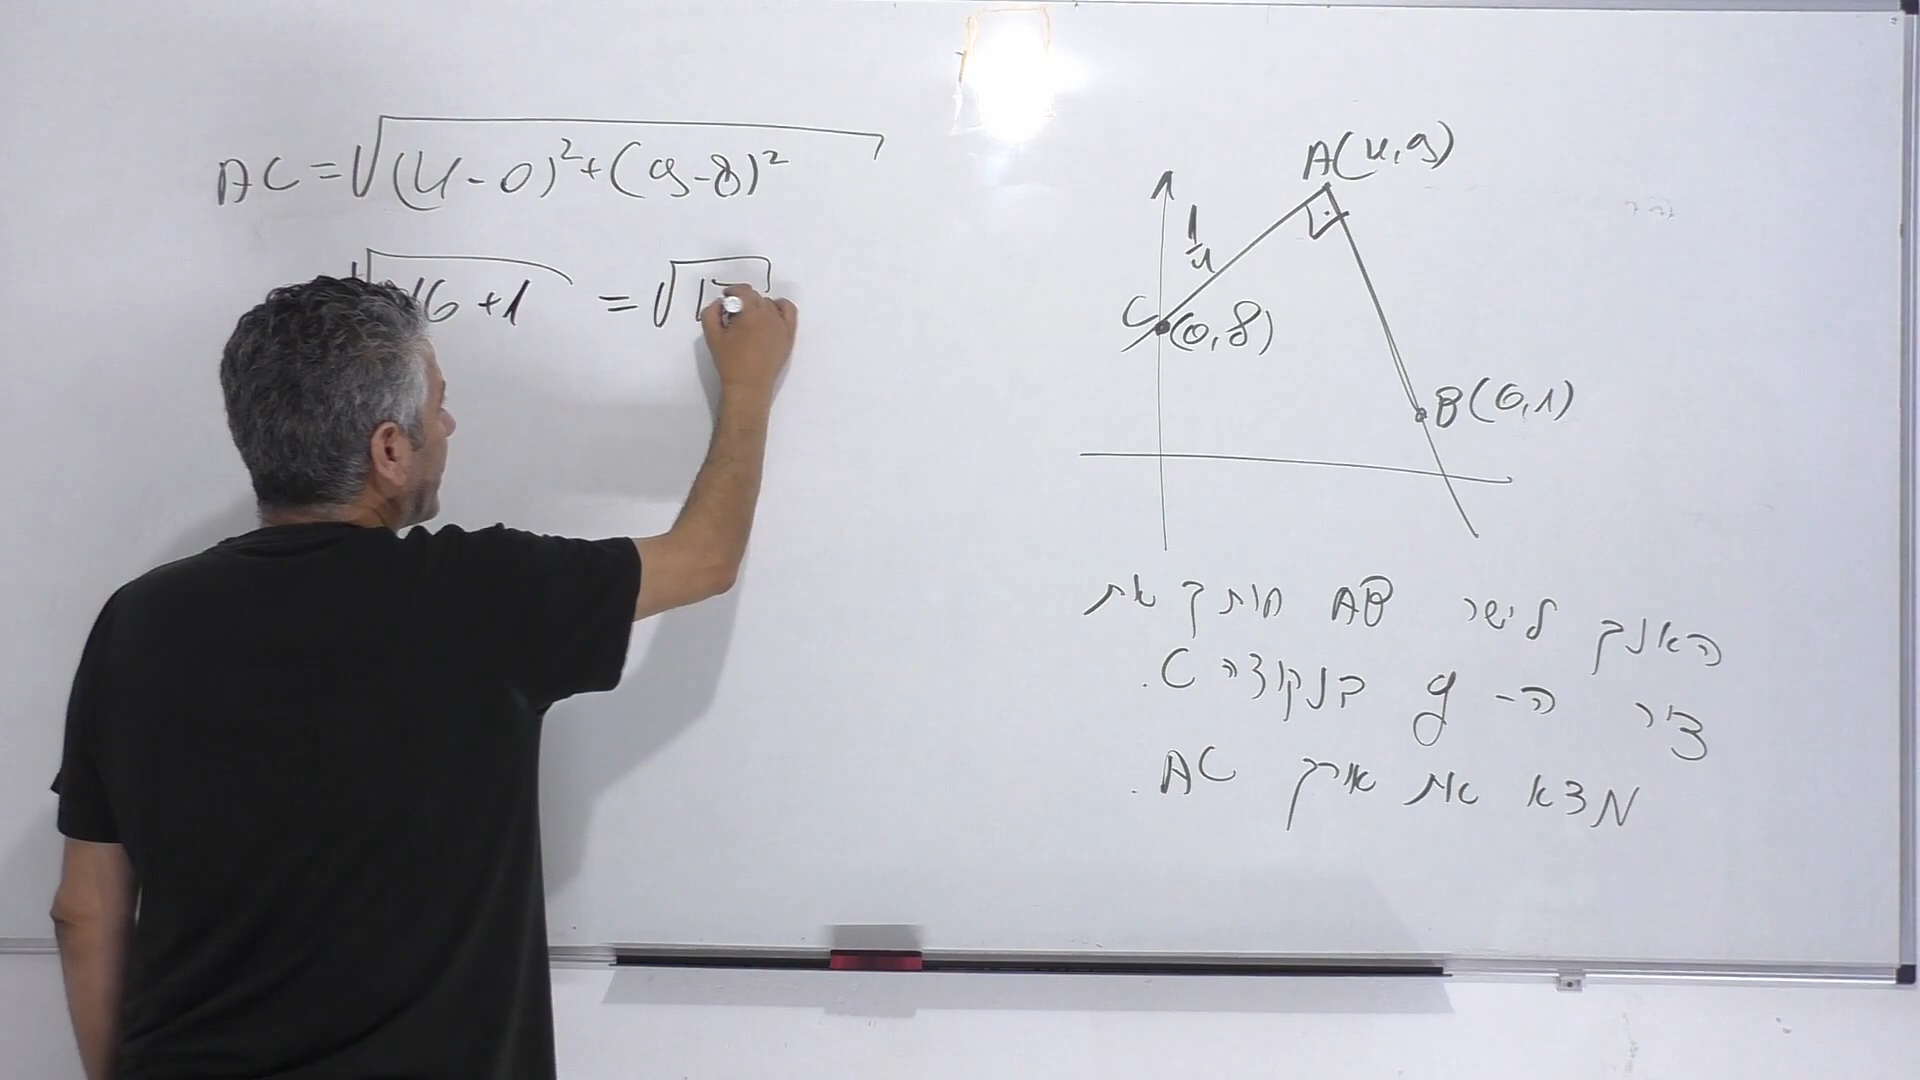 AC = √(4-0)² + (9-8)²
√16 + 1 = √17
A(4,9)
1/4
C (0,8)
B(6,1)
האנך לישר AB חותך את
ציר ה- y בנקודה C.
מצא את אורך AC.